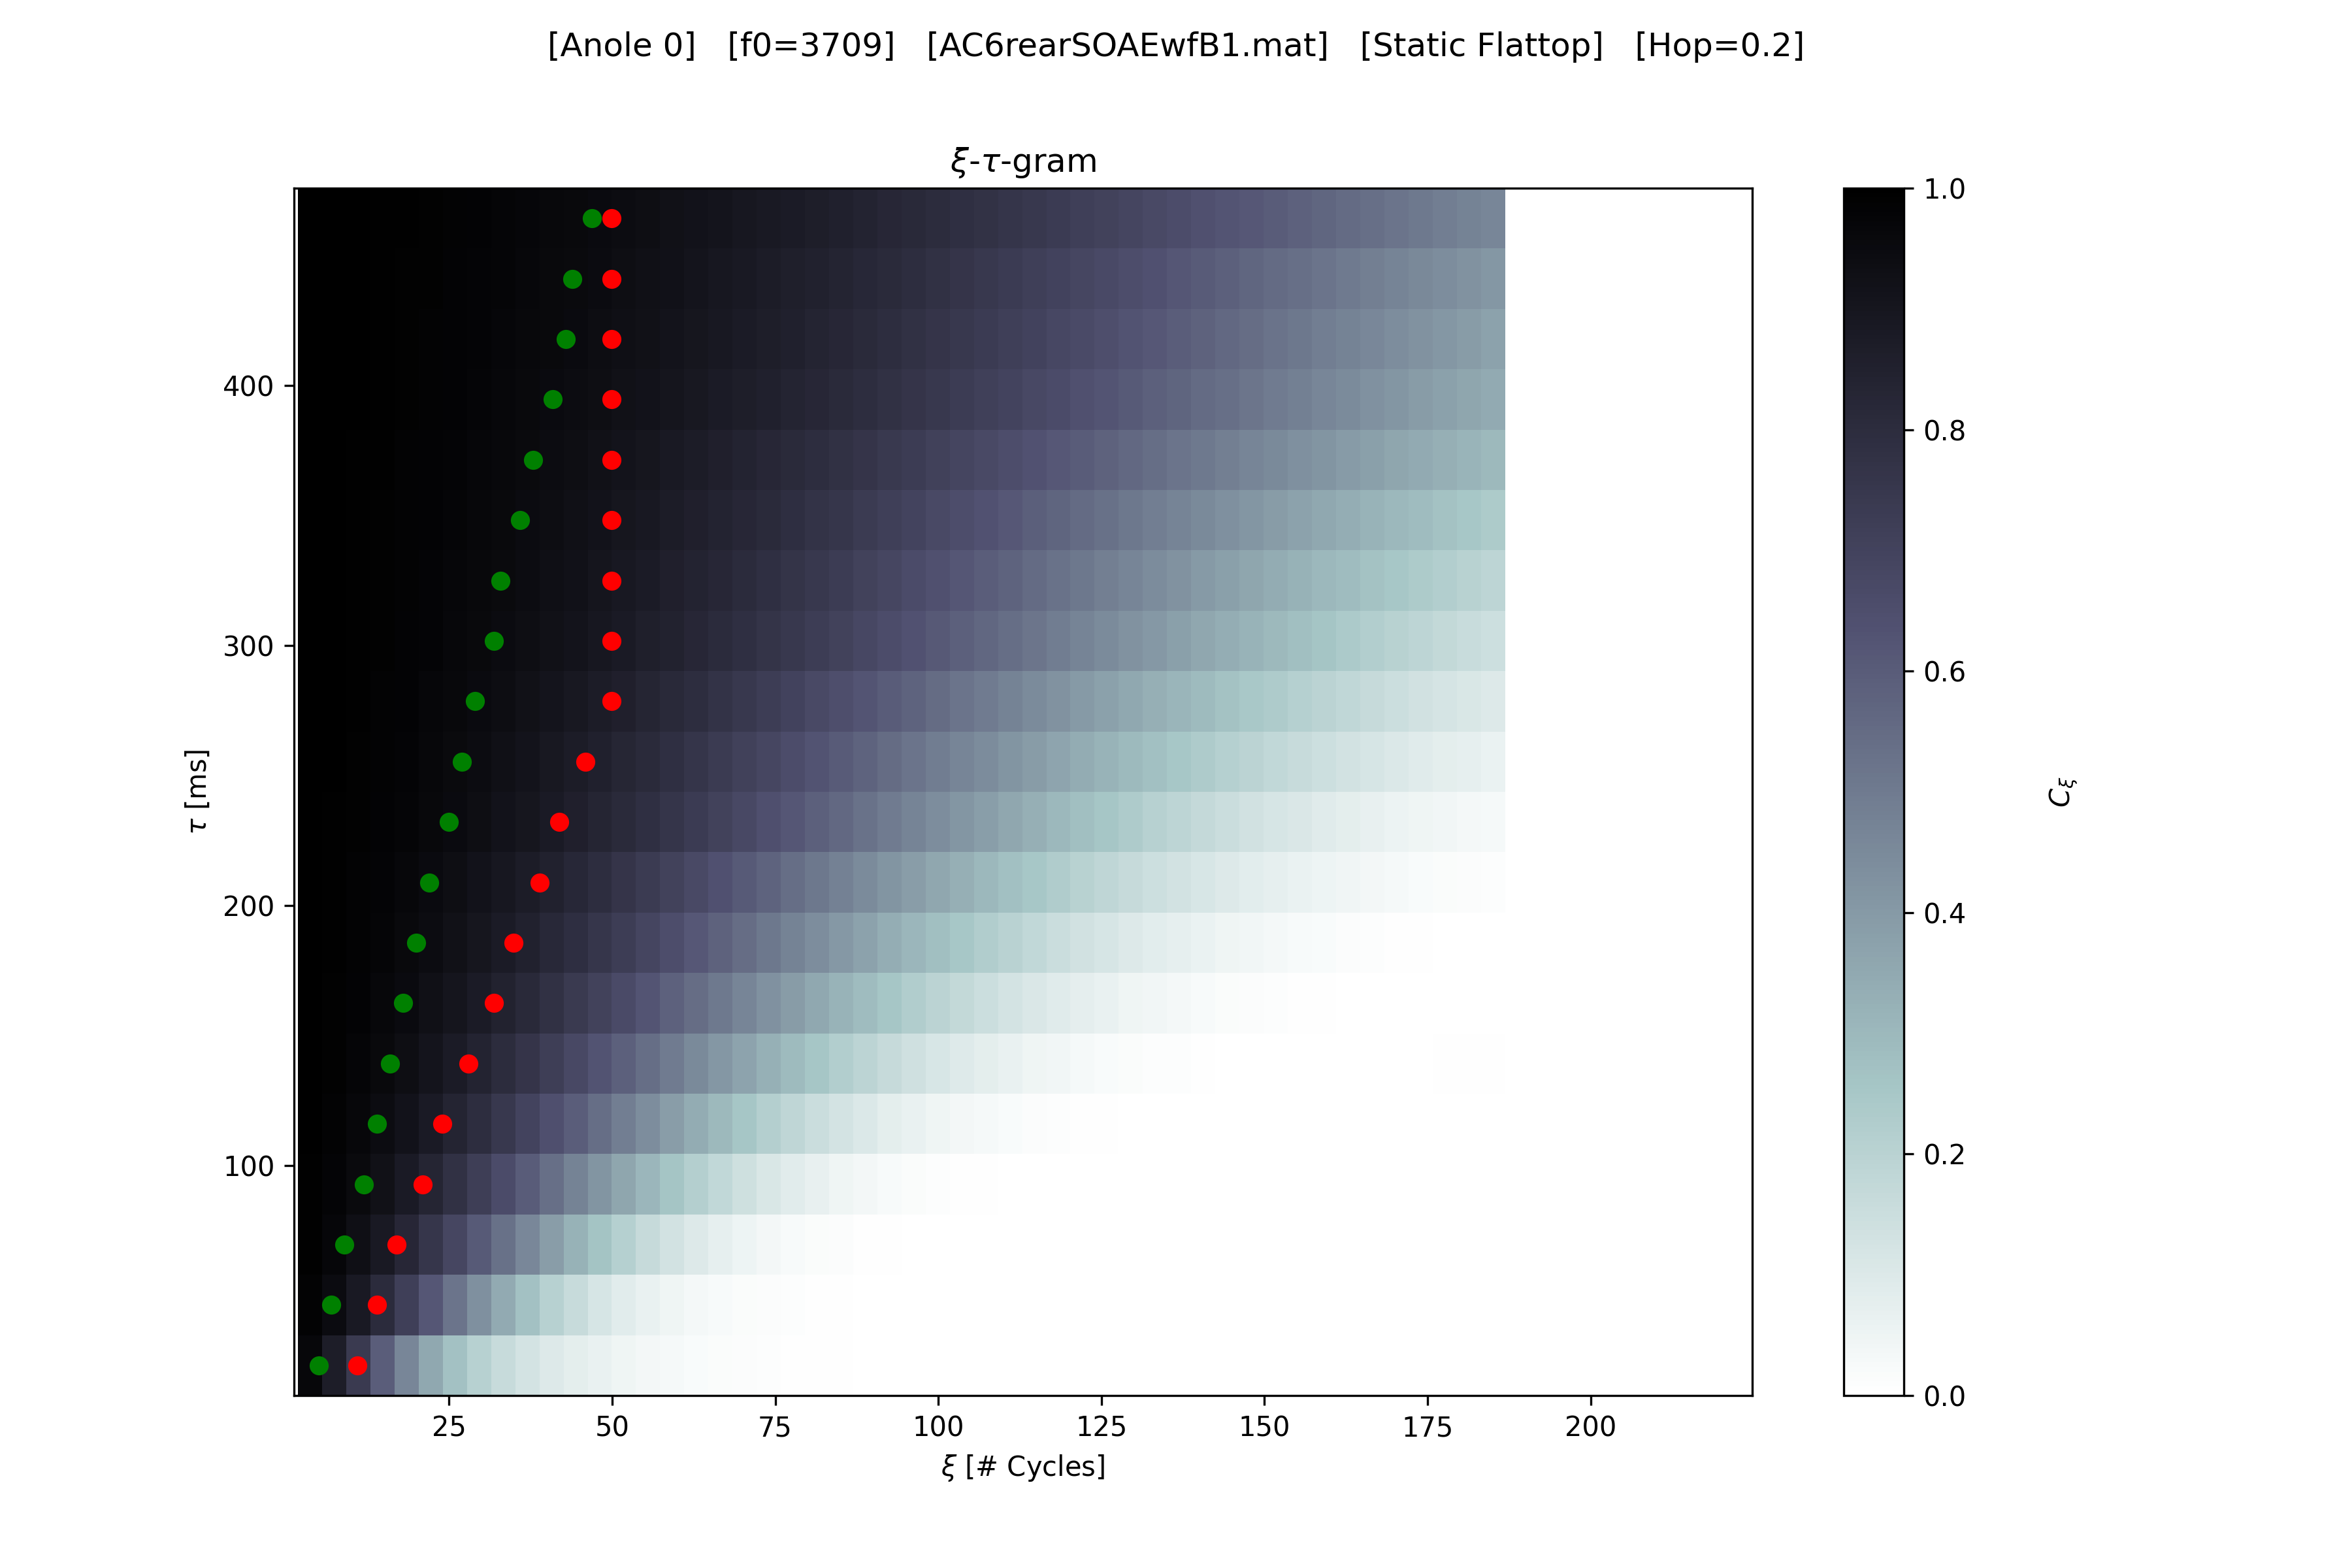 [Anole 0]   [f0=3709]   [AC6rearSOAEwfB1.mat]   [Static Flattop]   [Hop=0.2]
ξ-τ-gram
400
300
200
100
τ [ms]
25 50 75 100 125 150 175 200
ξ [# Cycles]
1.0
0.8
0.6
0.4
0.2
0.0
C_ξ